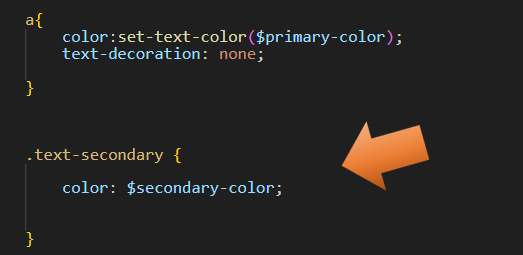 a{
color:set-text-color($primary-color);
text-decoration: none;
}
.text-secondary {
color: $secondary-color;
}